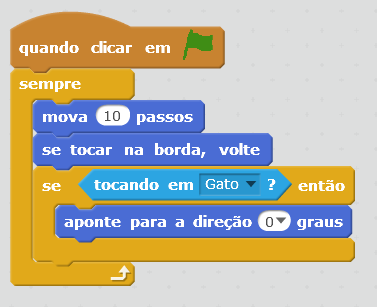 quando clicar em
sempre
mova 10 passos
se tocar na borda, volte
se tocando em Gato ? então
aponte para a direção 0 graus